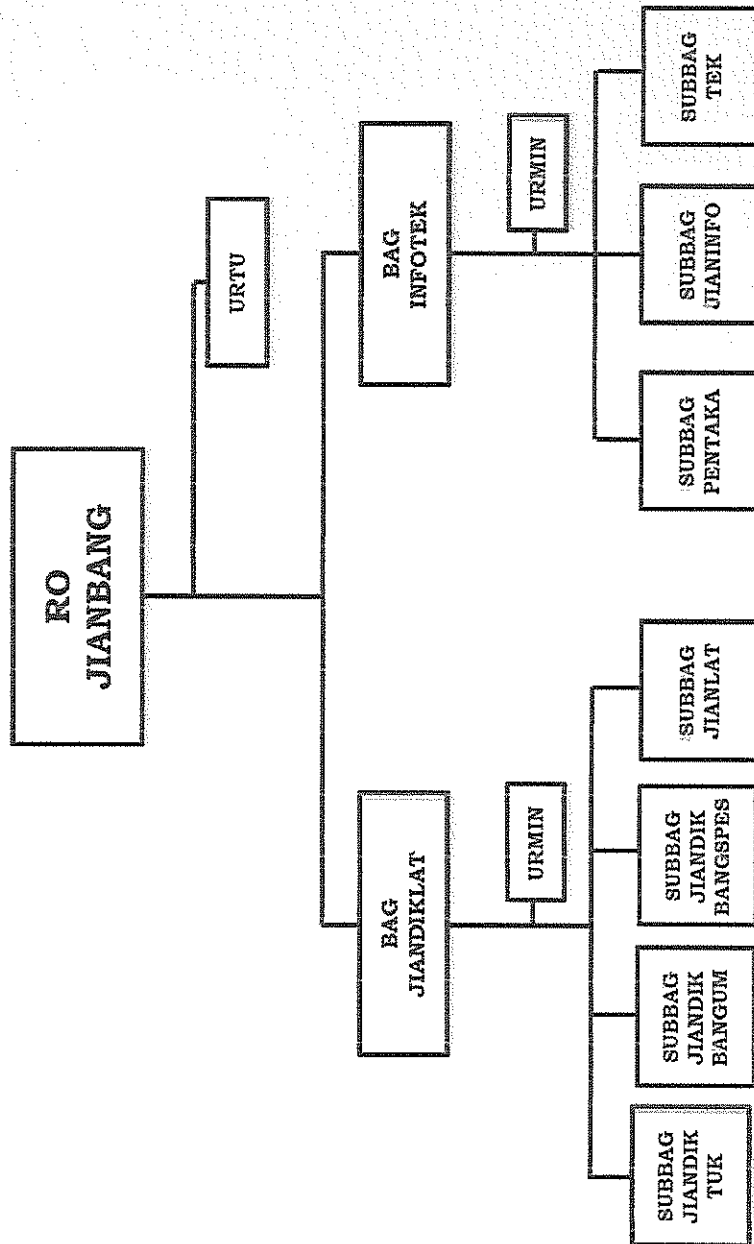 RO
JIANBANG
URTU
BAG
JIANDIKLAT
BAG
INFOTEK
URMIN
URMIN
SUBBAG
JIANDIK
TUK
SUBBAG
JIANDIK
BANGUM
SUBBAG
JIANDIK
BANGSPES
SUBBAG
JIANLAT
SUBBAG
PENTAKA
SUBBAG
JIANINFO
SUBBAG
TEK